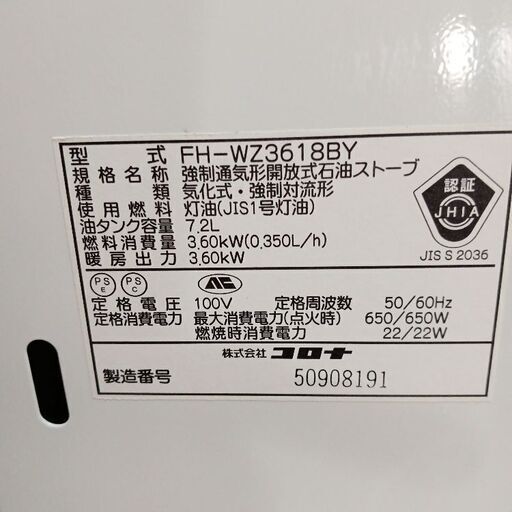 型式 FH-WZ3618BY
規格名称 強制通気形開放式石油ストーブ
種類 気化式・強制対流形
使用燃料 灯油(JIS1号灯油)
油タンク容量 7.2L
燃料消費量 3.60kW(0.350L/h)
暖房出力 3.60kW
認証
JHIA
JIS S 2036
PS E PS C
定格電圧 100V 定格周波数 50/60Hz
定格消費電力 最大消費電力(点火時) 650/650W
燃焼時消費電力 22/22W
株式会社 コロナ
製造番号 50908191